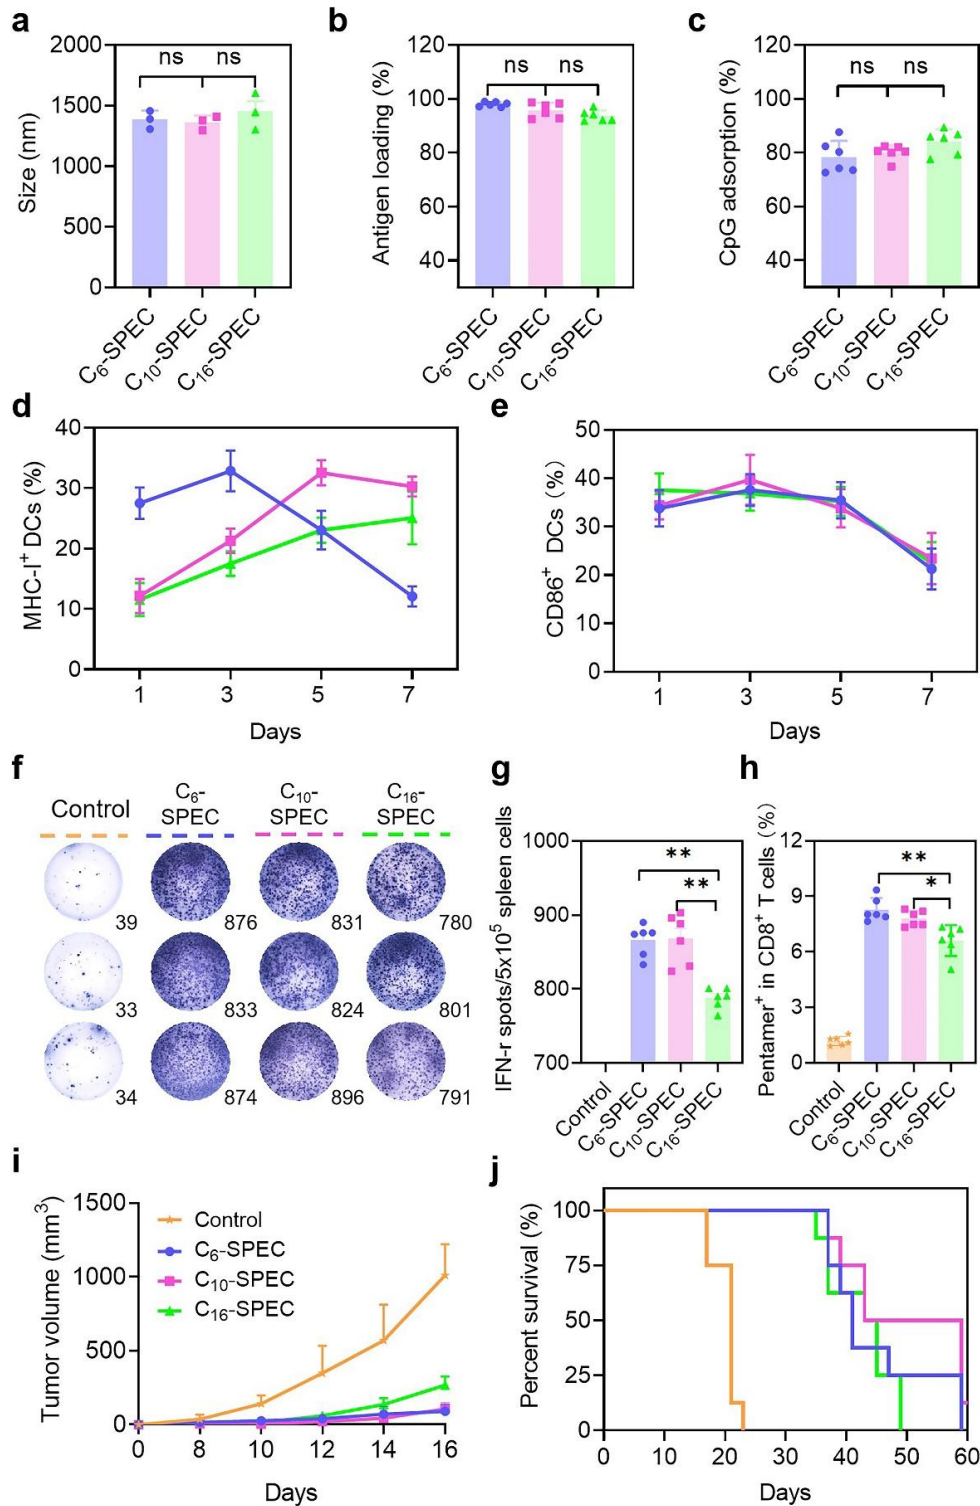 a
2000
1500
1000
500
0
Size (nm)
ns
ns
C6-SPEC
C10-SPEC
C16-SPEC
b
120
100
80
60
40
Antigen loading (%)
ns
ns
C6-SPEC
C10-SPEC
C16-SPEC
c
120
100
80
60
40
CpG adsorption (%)
ns
ns
C6-SPEC
C10-SPEC
C16-SPEC
d
40
30
20
10
0
MHC-I+ DCs (%)
1 3 5 7
Days
e
50
40
30
20
10
0
CD86+ DCs (%)
1 3 5 7
Days
f
Control
C6-
SPEC
C10-
SPEC
C16-
SPEC
39 876 831 780
33 833 824 801
34 874 896 791
g
1000
900
800
700
IFN-r spots/5x10^5 spleen cells
**
**
Control
C6-SPEC
C10-SPEC
C16-SPEC
h
12
9
6
3
0
Pentamer+ in CD8+ T cells (%)
**
*
Control
C6-SPEC
C10-SPEC
C16-SPEC
i
1500
1000
500
0
Tumor volume (mm3)
Control
C6-SPEC
C10-SPEC
C16-SPEC
0 8 10 12 14 16
Days
j
100
75
50
25
0
Percent survival (%)
0 10 20 30 40 50 60
Days